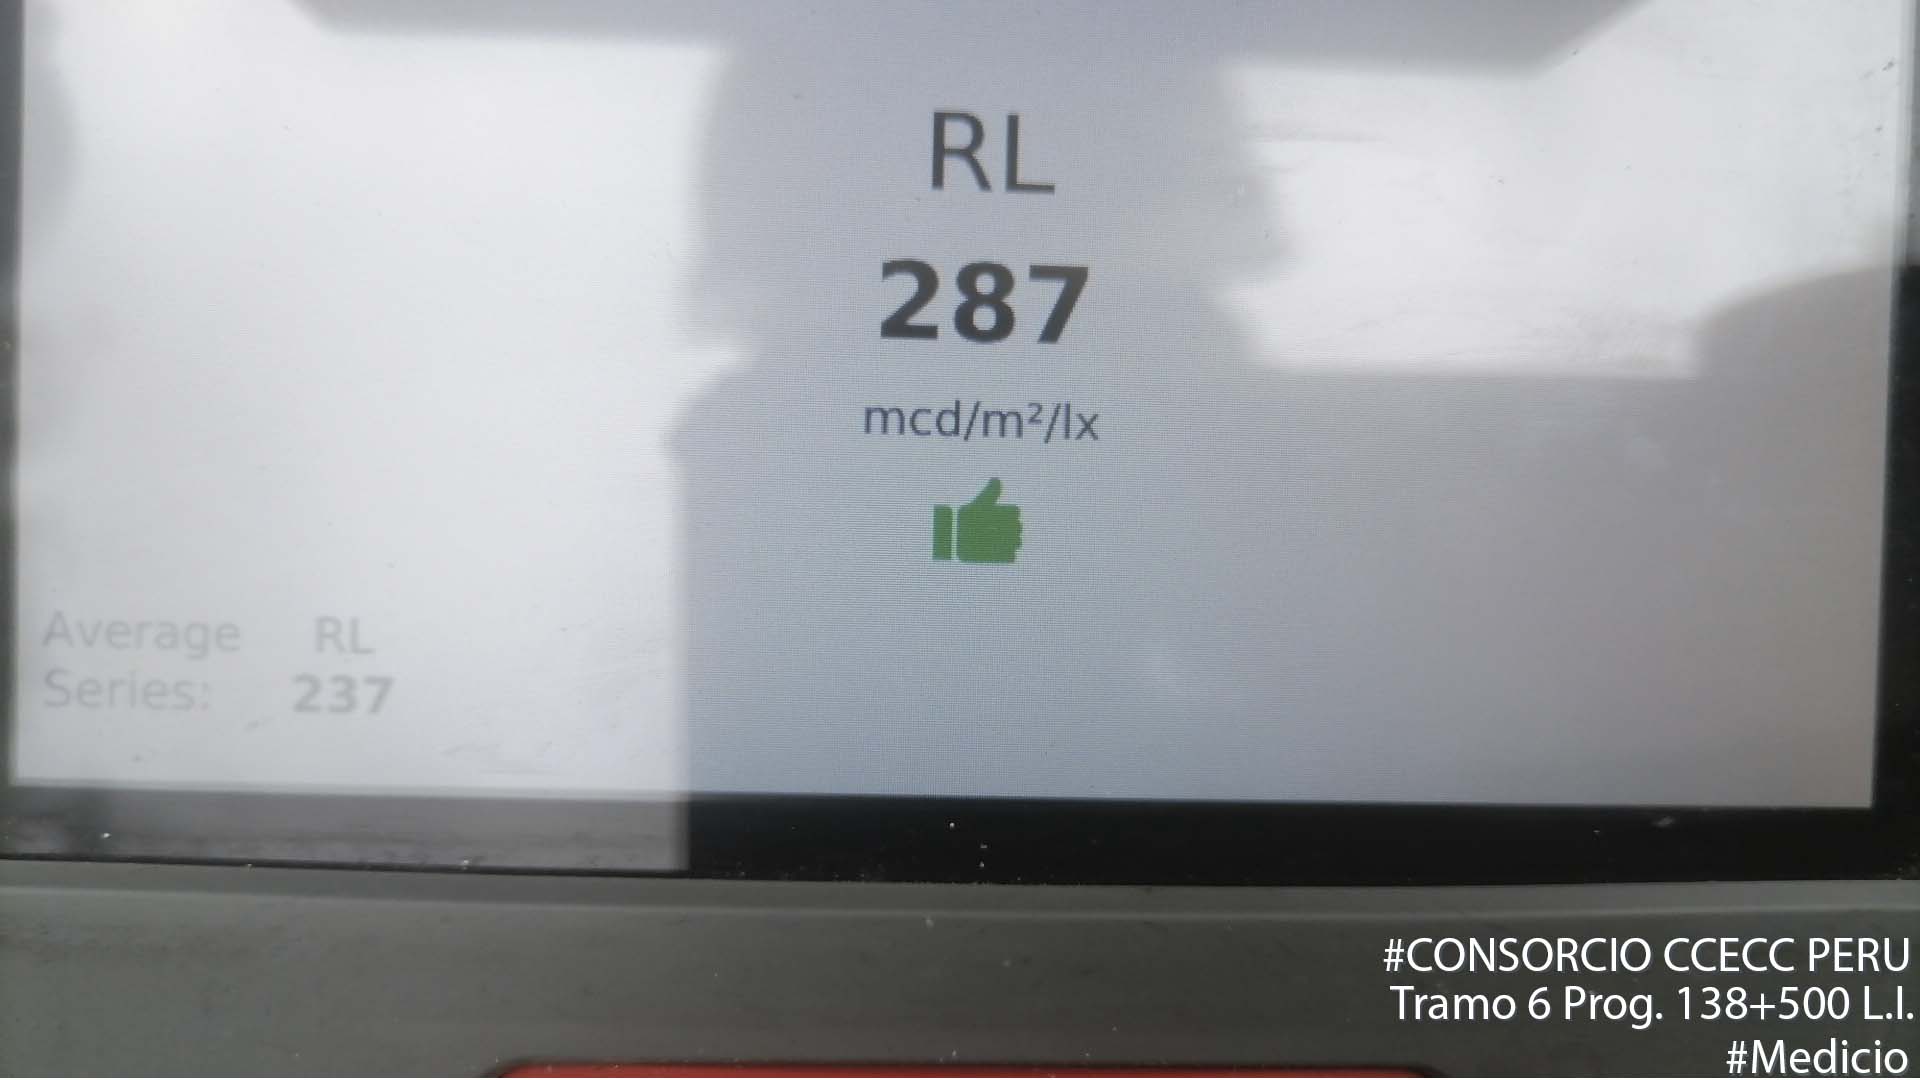 RL
287
mcd/m²/lx
Average RL
Series: 237
#CONSORCIO CCECC PERU
Tramo 6 Prog. 138+500 L.I.
#Medicio